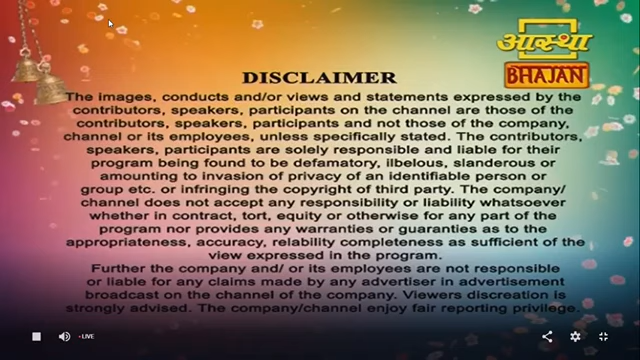 आस्था
BHAJAN
DISCLAIMER
The images, conducts and/or views and statements expressed by the
contributors, speakers, participants on the channel are those of the
contributors, speakers, participants and not those of the company,
channel or its employees, unless specifically stated. The contributors,
speakers, participants are solely responsible and liable for their
program being found to be defamatory, ilbelous, slanderous or
amounting to invasion of privacy of an identifiable person or
group etc. or infringing the copyright of third party. The company/
channel does not accept any responsibility or liability whatsoever
whether in contract, tort, equity or otherwise for any part of the
program nor provides any warranties or guaranties as to the
appropriateness, accuracy, relability completeness as sufficient of the
view expressed in the program.
Further the company and/ or its employees are not responsible
or liable for any claims made by any advertiser in advertisement
broadcast on the channel of the company. Viewers discreation is
strongly advised. The company/channel enjoy fair reporting privilege.
LIVE